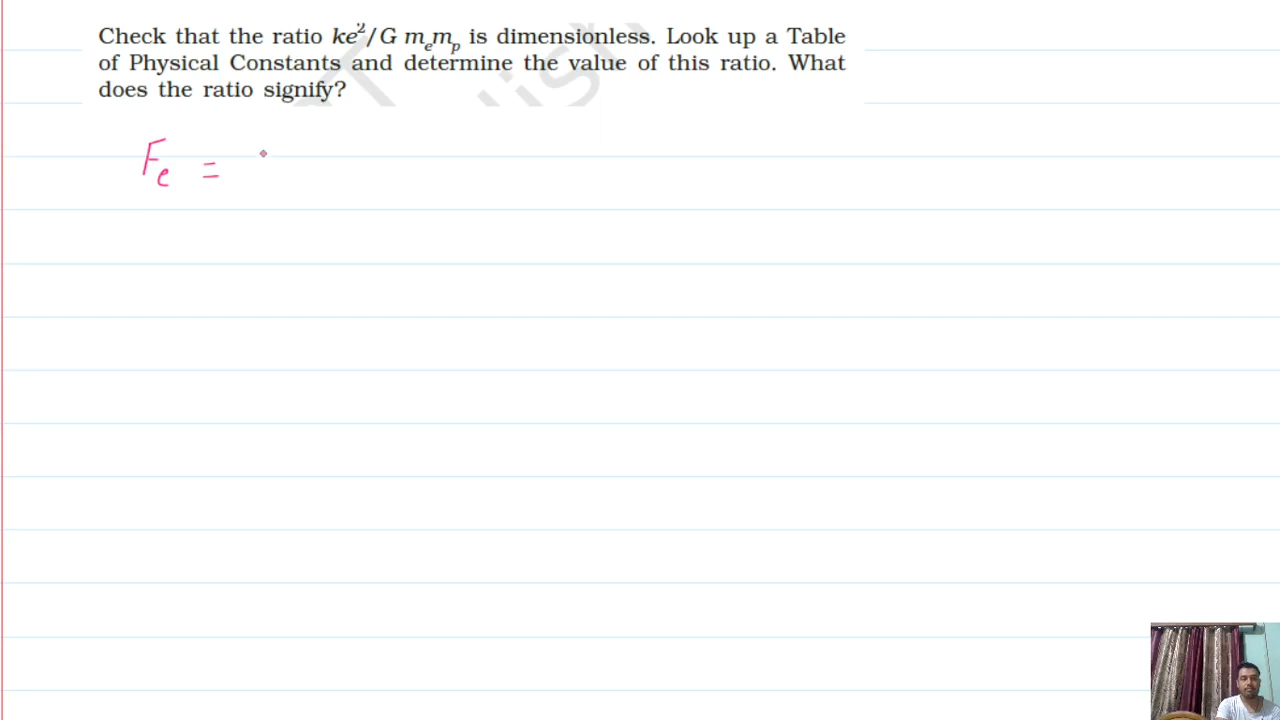 Check that the ratio ke²/G mₑmₚ is dimensionless. Look up a Table
of Physical Constants and determine the value of this ratio. What
does the ratio signify?
Fₑ =